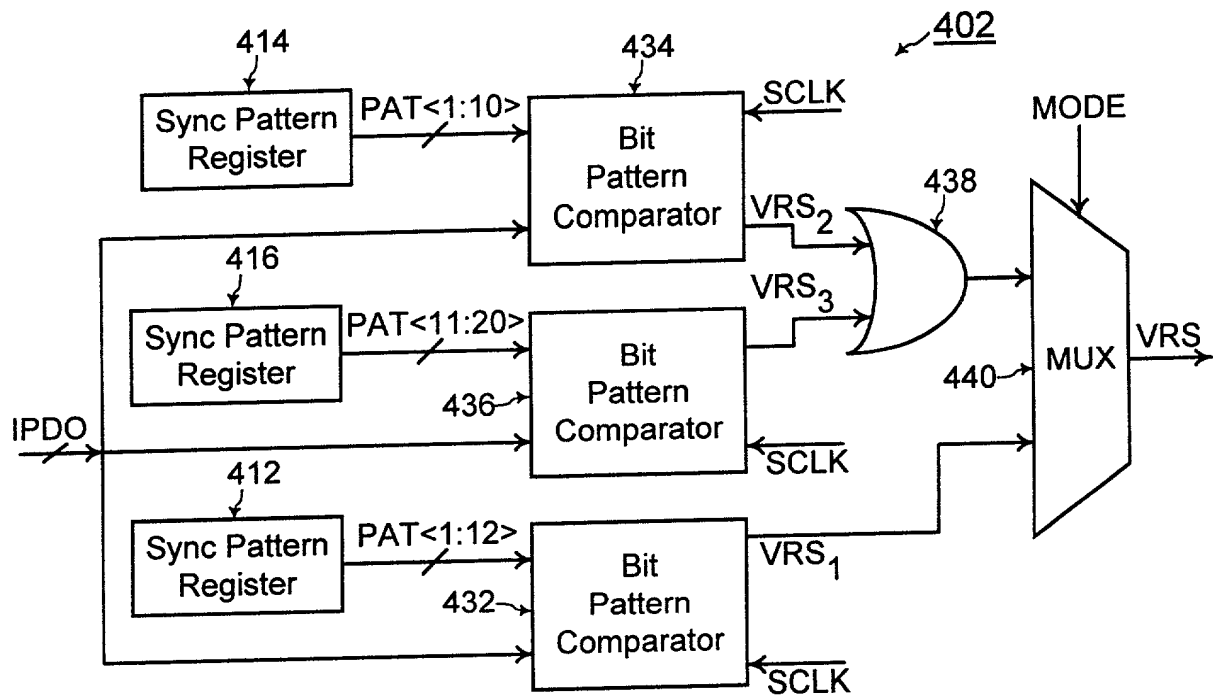 402
414
434
SCLK
MODE
Sync Pattern
Register
PAT<1:10>
Bit
Pattern
Comparator
VRS2
438
416
VRS3
Sync Pattern
Register
PAT<11:20>
Bit
Pattern
Comparator
436
SCLK
440
MUX
VRS
IPDO
412
Sync Pattern
Register
PAT<1:12>
Bit
Pattern
Comparator
432
VRS1
SCLK